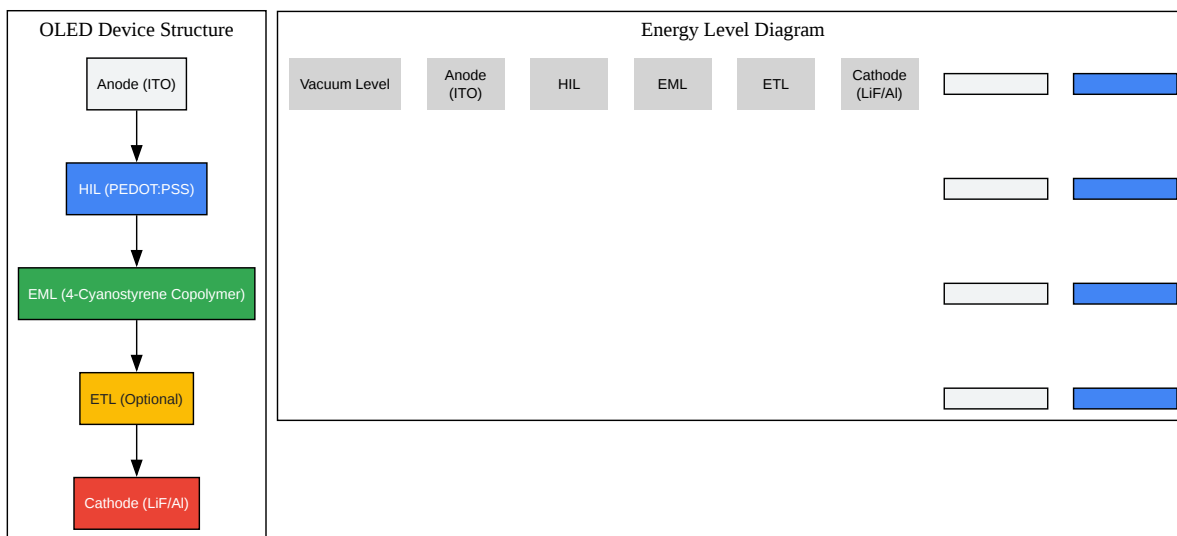 OLED Device Structure
Anode (ITO)
HIL (PEDOT:PSS)
EML (4-Cyanostyrene Copolymer)
ETL (Optional)
Cathode (LiF/Al)
Energy Level Diagram
Vacuum Level
Anode
(ITO)
HIL
EML
ETL
Cathode
(LiF/Al)